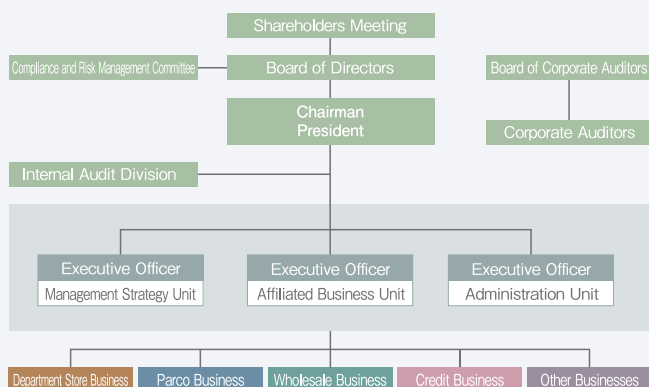 Shareholders Meeting
Compliance and Risk Management Committee
Board of Directors
Board of Corporate Auditors
Chairman
President
Corporate Auditors
Internal Audit Division
Executive Officer
Management Strategy Unit
Executive Officer
Affiliated Business Unit
Executive Officer
Administration Unit
Department Store Business
Parco Business
Wholesale Business
Credit Business
Other Businesses